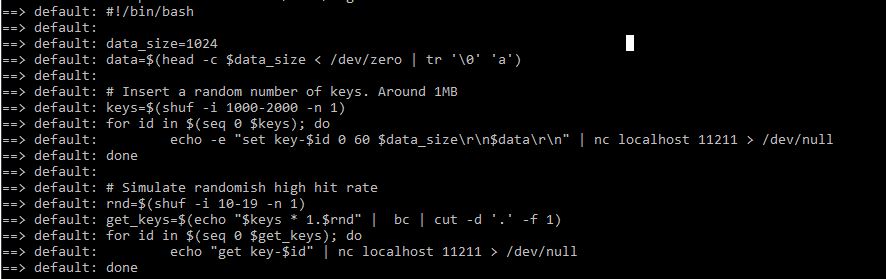 ==> default: #!/bin/bash
==> default:
==> default: data_size=1024
==> default: data=$(head -c $data_size < /dev/zero | tr '\0' 'a')
==> default:
==> default: # Insert a random number of keys. Around 1MB
==> default: keys=$(shuf -i 1000-2000 -n 1)
==> default: for id in $(seq 0 $keys); do
==> default:         echo -e "set key-$id 0 60 $data_size\r\n$data\r\n" | nc localhost 11211 > /dev/null
==> default: done
==> default:
==> default: # Simulate randomish high hit rate
==> default: rnd=$(shuf -i 10-19 -n 1)
==> default: get_keys=$(echo "$keys * 1.$rnd" |  bc | cut -d '.' -f 1)
==> default: for id in $(seq 0 $get_keys); do
==> default:         echo "get key-$id" | nc localhost 11211 > /dev/null
==> default: done